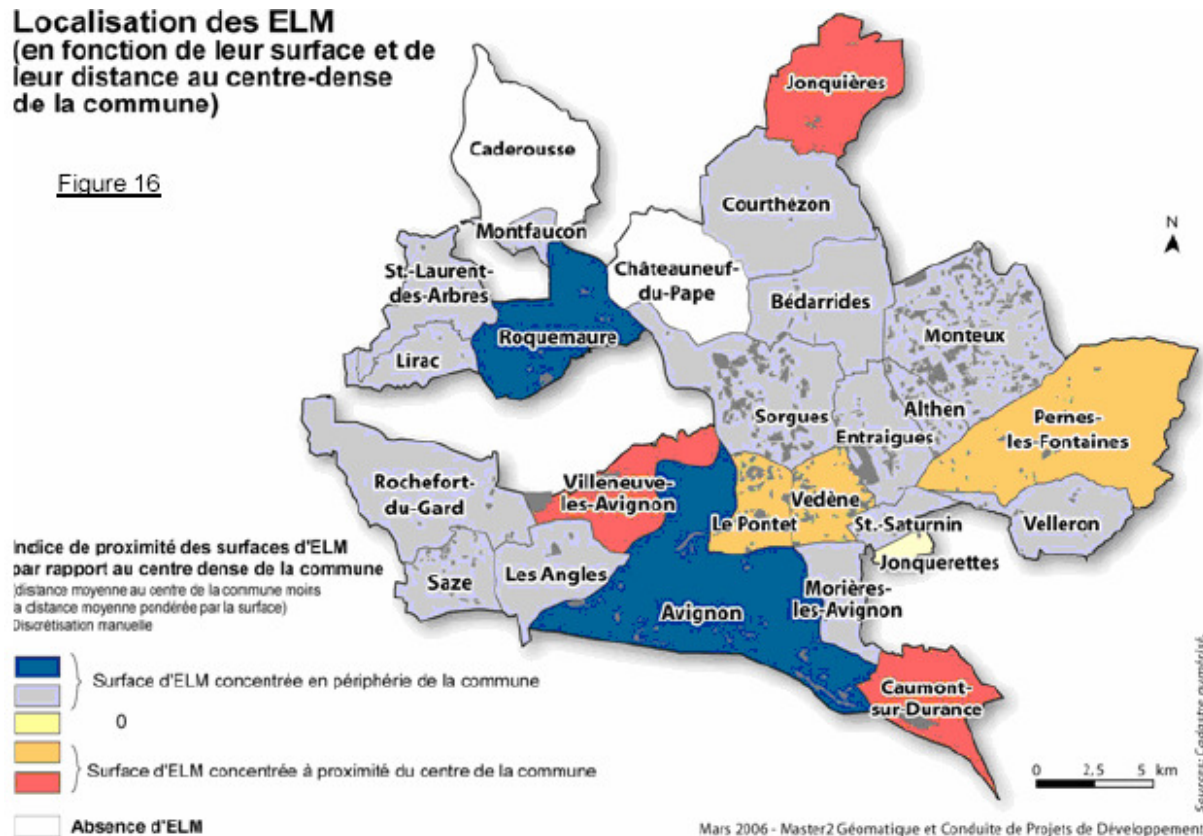 Localisation des ELM
(en fonction de leur surface et de
leur distance au centre-dense
de la commune)
Figure 16
Jonquières
Caderousse
Courthézon
N
Montfaucon
St.-Laurent-
des-Arbres
Châteauneuf-
du-Pape
Bédarrides
Roquemaure
Monteux
Lirac
Sorgues
Althen
Pernes-
les-Fontaines
Entraigues
Rochefort-
du-Gard
Villeneuve-
les-Avignon
Vedène
Le Pontet
St.-Saturnin
Velleron
Jonquerettes
Saze
Les Angles
Morières-
les-Avignon
Avignon
Caumont-
sur-Durance
Indice de proximité des surfaces d'ELM
par rapport au centre dense de la commune
(distance moyenne au centre de la commune moins
a distance moyenne pondérée par la surface)
Discrétisation manuelle
Surface d'ELM concentrée en périphérie de la commune
0
Surface d'ELM concentrée à proximité du centre de la commune
Absence d'ELM
0 2,5 5 km
Sources: Cadastre numérisé
Mars 2006 - Master2 Géomatique et Conduite de Projets de Développement